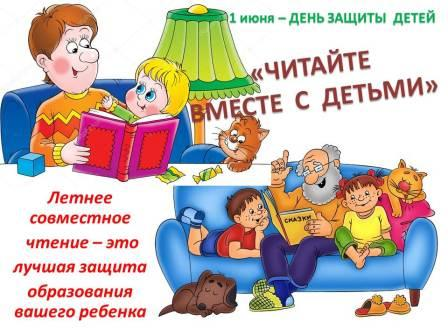 1 июня – ДЕНЬ ЗАЩИТЫ ДЕТЕЙ
«ЧИТАЙТЕ
ВМЕСТЕ С ДЕТЬМИ»
Летнее
совместное
чтение – это
лучшая защита
образования
вашего ребенка
СКАЗКИ